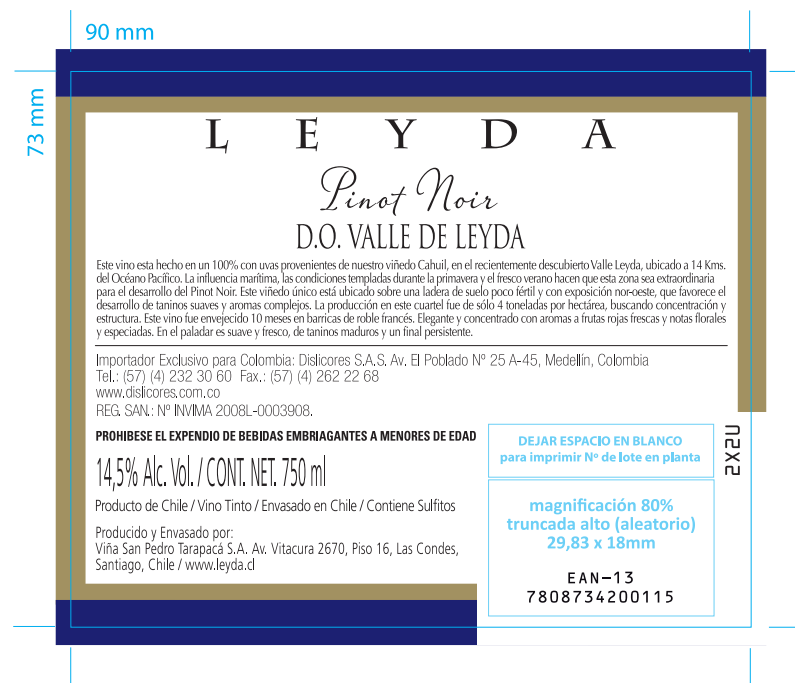 90 mm
73 mm
LEYDA
Pinot Noir
D.O. VALLE DE LEYDA
Este vino esta hecho en un 100% con uvas provenientes de nuestro viñedo Cahuil, en el recientemente descubierto Valle Leyda, ubicado a 14 Kms.
del Océano Pacífico. La influencia marítima, las condiciones templadas durante la primavera y el fresco verano hacen que esta zona sea extraordinaria
para el desarrollo del Pinot Noir. Este viñedo único está ubicado sobre una ladera de suelo poco fértil y con exposición nor-oeste, que favorece el
desarrollo de taninos suaves y aromas complejos. La producción en este cuartel fue de sólo 4 toneladas por hectárea, buscando concentración y
estructura. Este vino fue envejecido 10 meses en barricas de roble francés. Elegante y concentrado con aromas a frutas rojas frescas y notas florales
y especiadas. En el paladar es suave y fresco, de taninos maduros y un final persistente.
Importador Exclusivo para Colombia: Dislicores S.A.S. Av. El Poblado Nº 25 A-45, Medellín, Colombia
Tel.: (57) (4) 232 30 60 Fax.: (57) (4) 262 22 68
www.dislicores.com.co
REG. SAN.: Nº INVIMA 2008L-0003908.
PROHIBESE EL EXPENDIO DE BEBIDAS EMBRIAGANTES A MENORES DE EDAD
14,5% Alc. Vol. / CONT. NET. 750 ml
Producto de Chile / Vino Tinto / Envasado en Chile / Contiene Sulfitos
Producido y Envasado por:
Viña San Pedro Tarapacá S.A. Av. Vitacura 2670, Piso 16, Las Condes,
Santiago, Chile / www.leyda.cl
DEJAR ESPACIO EN BLANCO
para imprimir Nº de lote en planta
2X2U
magnificación 80%
truncada alto (aleatorio)
29,83 x 18mm
EAN-13
7808734200115